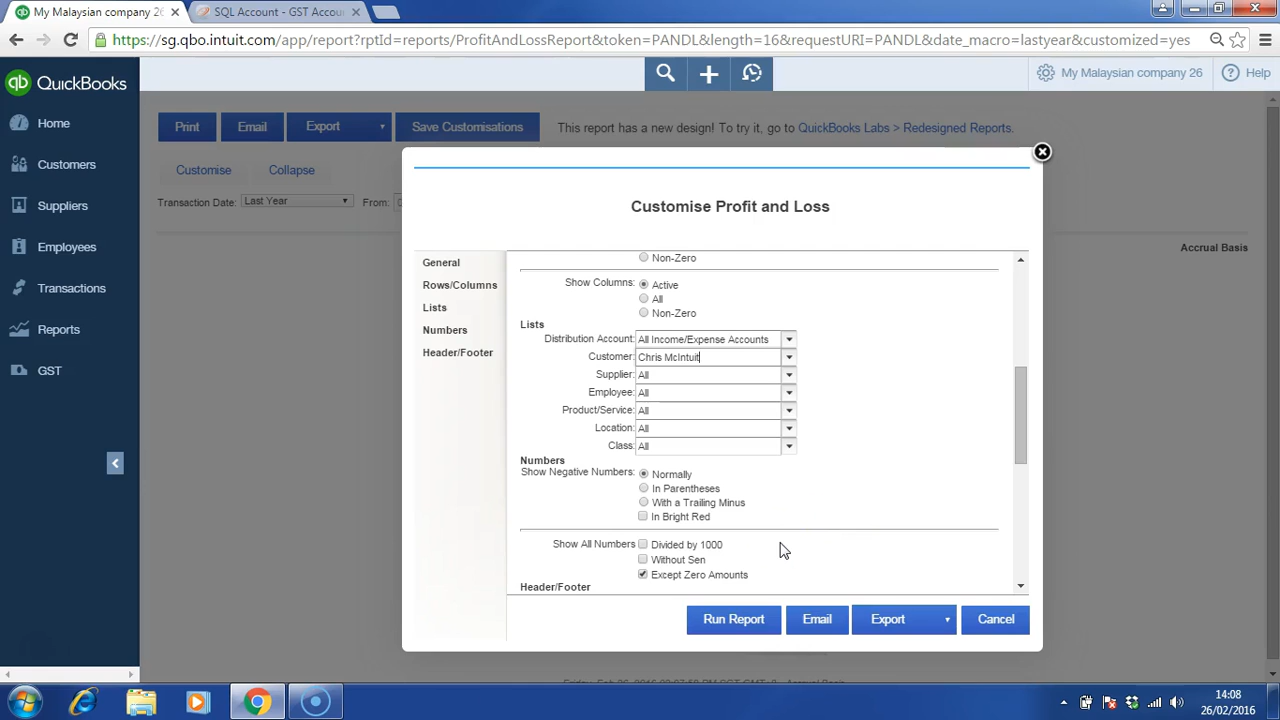 My Malaysian company 26
SQL Account - GST Accou
https://sg.qbo.intuit.com/app/report?rptId=reports/ProfitAndLossReport&token=PANDL&length=16&requestURI=PANDL&date_macro=lastyear&customized=yes
qb QuickBooks
My Malaysian company 26
Help
Home
Customers
Suppliers
Employees
Transactions
Reports
GST
Print
Email
Export
Save Customisations
This report has a new design! To try it, go to QuickBooks Labs > Redesigned Reports.
Customise
Collapse
Transaction Date: Last Year From:
Accrual Basis
Customise Profit and Loss
General
Rows/Columns
Lists
Numbers
Header/Footer
Non-Zero
Show Columns: Active
All
Non-Zero
Lists
Distribution Account: All Income/Expense Accounts
Customer: Chris McIntuit
Supplier: All
Employee: All
Product/Service: All
Location: All
Class: All
Numbers
Show Negative Numbers: Normally
In Parentheses
With a Trailing Minus
In Bright Red
Show All Numbers Divided by 1000
Without Sen
Except Zero Amounts
Header/Footer
Run Report
Email
Export
Cancel
14:08
26/02/2016